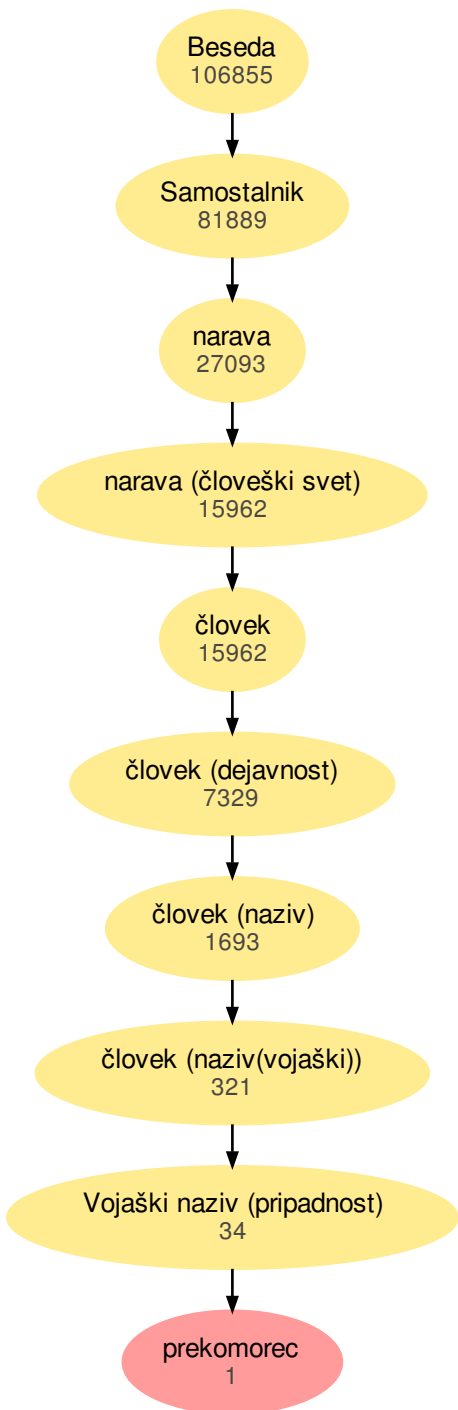 Beseda
106855
Samostalnik
81889
narava
27093
narava (človeški svet)
15962
človek
15962
človek (dejavnost)
7329
človek (naziv)
1693
človek (naziv(vojaški))
321
Vojaški naziv (pripadnost)
34
prekomorec
1